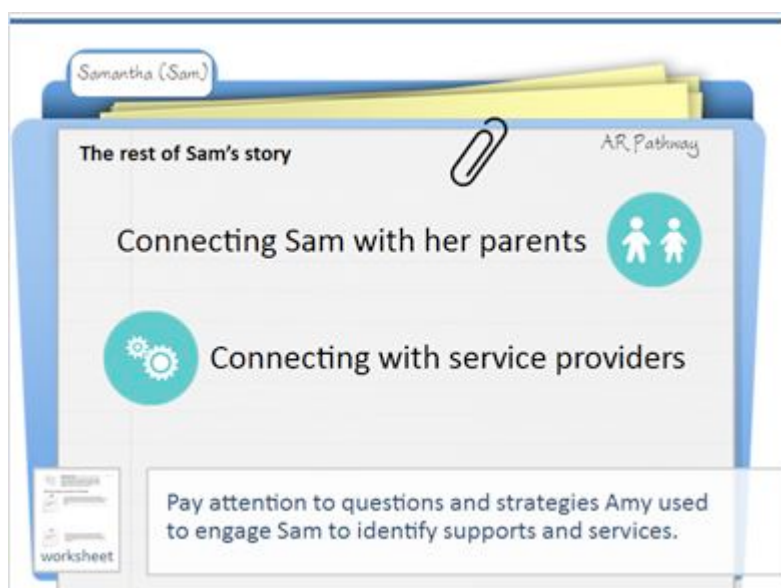 Samantha (Sam)
The rest of Sam's story
AR Pathway
Connecting Sam with her parents
Connecting with service providers
Pay attention to questions and strategies Amy used
to engage Sam to identify supports and services.
worksheet